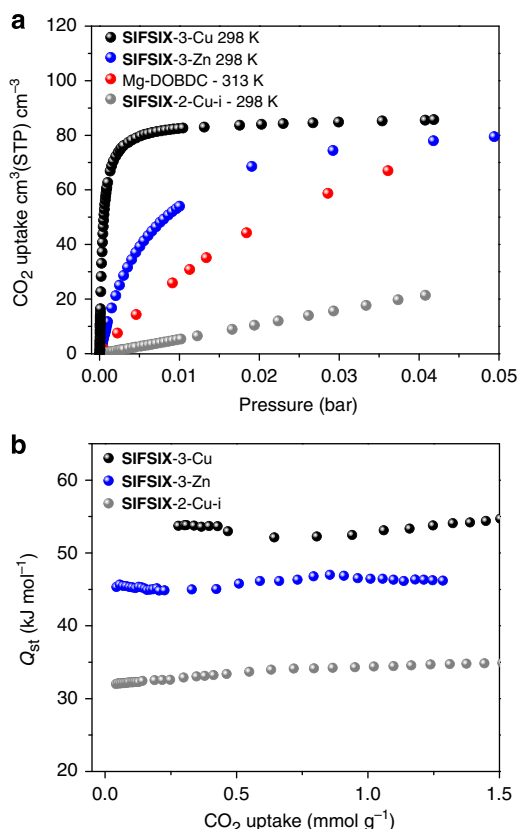 a
SIFSIX-3-Cu 298 K
SIFSIX-3-Zn 298 K
Mg-DOBDC - 313 K
SIFSIX-2-Cu-i - 298 K
CO2 uptake cm3(STP) cm−3
120
100
80
60
40
20
0
0.00 0.01 0.02 0.03 0.04 0.05
Pressure (bar)
b
SIFSIX-3-Cu
SIFSIX-3-Zn
SIFSIX-2-Cu-i
Qst (kJ mol−1)
60
50
40
30
20
0.0 0.5 1.0 1.5
CO2 uptake (mmol g−1)